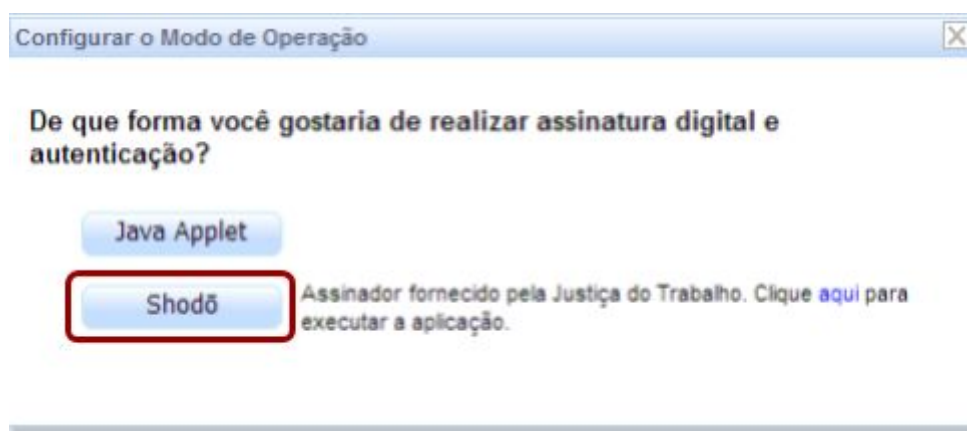 Configurar o Modo de Operação
De que forma você gostaria de realizar assinatura digital e
autenticação?
Java Applet
Shodō
Assinador fornecido pela Justiça do Trabalho. Clique aqui para
executar a aplicação.